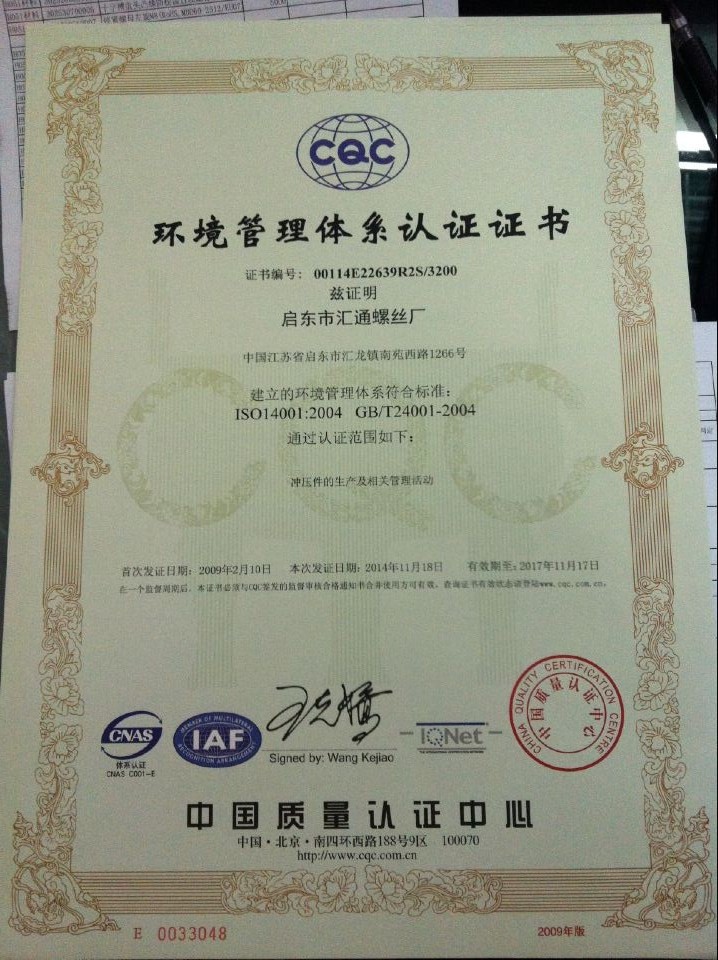 CQC
环境管理体系认证证书
证书编号：00114E22639R2S/3200
兹证明
启东市汇通螺丝厂
中国江苏省启东市汇龙镇南苑西路1266号
建立的环境管理体系符合标准：
ISO14001:2004 GB/T24001-2004
通过认证范围如下：
冲压件的生产及相关管理活动
首次发证日期：2009年2月10日 本次发证日期：2014年11月18日 有效期至：2017年11月17日
在一个监督周期后，本证书必须与CQC签发的监督审核合格通知书合并使用方可有效，查询证书有效状态请登陆www.cqc.com.cn。
CNAS
体系认证
CNAS C001-E
MEMBER OF MULTILATERAL
IAF
RECOGNITION ARRANGEMENT
Signed by: Wang Kejiao
IQNet
THE INTERNATIONAL CERTIFICATION NETWORK
CHINA QUALITY CERTIFICATION CENTRE
中国质量认证中心
中国质量认证中心
中国·北京·南四环西路188号9区 100070
http://www.cqc.com.cn
E 0033048
2009年版